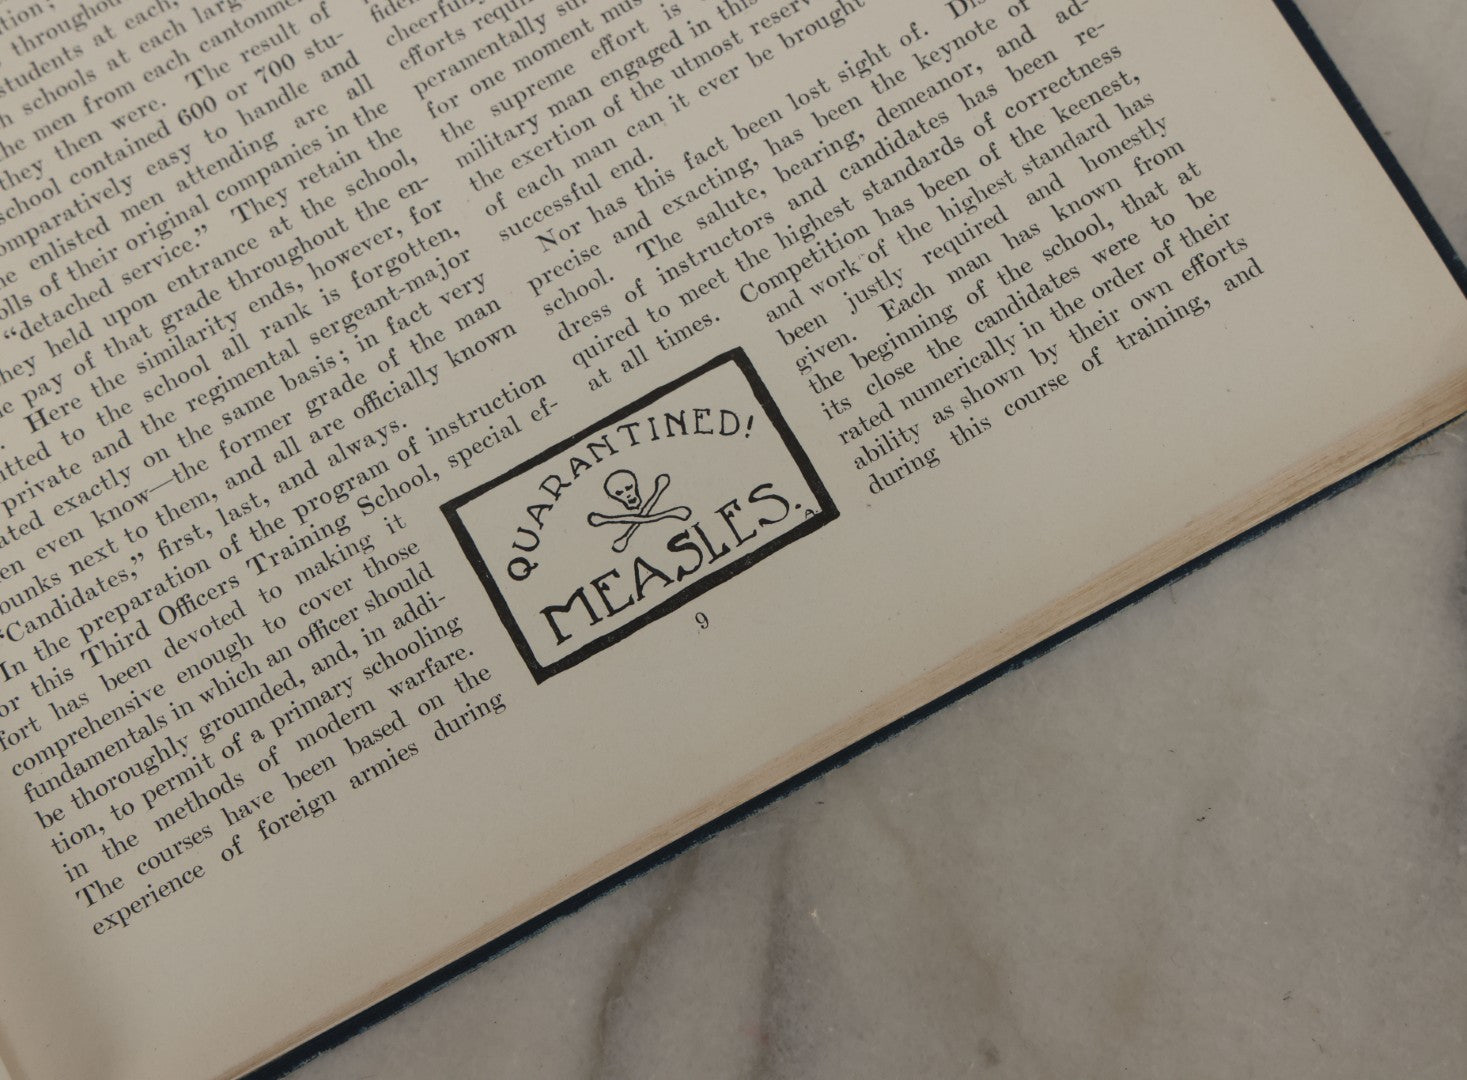 students at each,
schools at each larg
the men from each cantonme
they then were. The result of
school contained 600 or 700 stu-
comparatively easy to handle and
enlisted men attending are all
of their original companies in the
"detached service." They retain the
they held upon entrance at the school,
pay of that grade throughout the en-
Here the similarity ends, however, for
to the school all rank is forgotten,
private and the regimental sergeant-major
exactly on the same basis; in fact very
even know—the former grade of the man
bunks next to them, and all are officially known
"Candidates," first, last, and always.
In the preparation of the program of instruction
for this Third Officers Training School, special ef-
fort has been devoted to making it
comprehensive enough to cover those
fundamentals in which an officer should
be thoroughly grounded, and, in addi-
tion, to permit of a primary schooling
in the methods of modern warfare.
The courses have been based on the
experience of foreign armies during
cheerfully
efforts requi
peramentally su
for one moment mus
the supreme effort is
military man engaged in this
the exertion of the utmost reserv
of each man can it ever be brought
successful end.
Nor has this fact been lost sight of. Dis
precise and exacting, has been the keynote of
school. The salute, bearing, demeanor, and ad-
dress of instructors and candidates has been re-
quired to meet the highest standards of correctness
at all times. Competition has been of the keenest,
and work of the highest standard has
been justly required and honestly
given. Each man has known from
the beginning of the school, that at
its close the candidates were to be
rated numerically in the order of their
ability as shown by their own efforts
during this course of training, and
QUARANTINED!
MEASLES.
A.
9